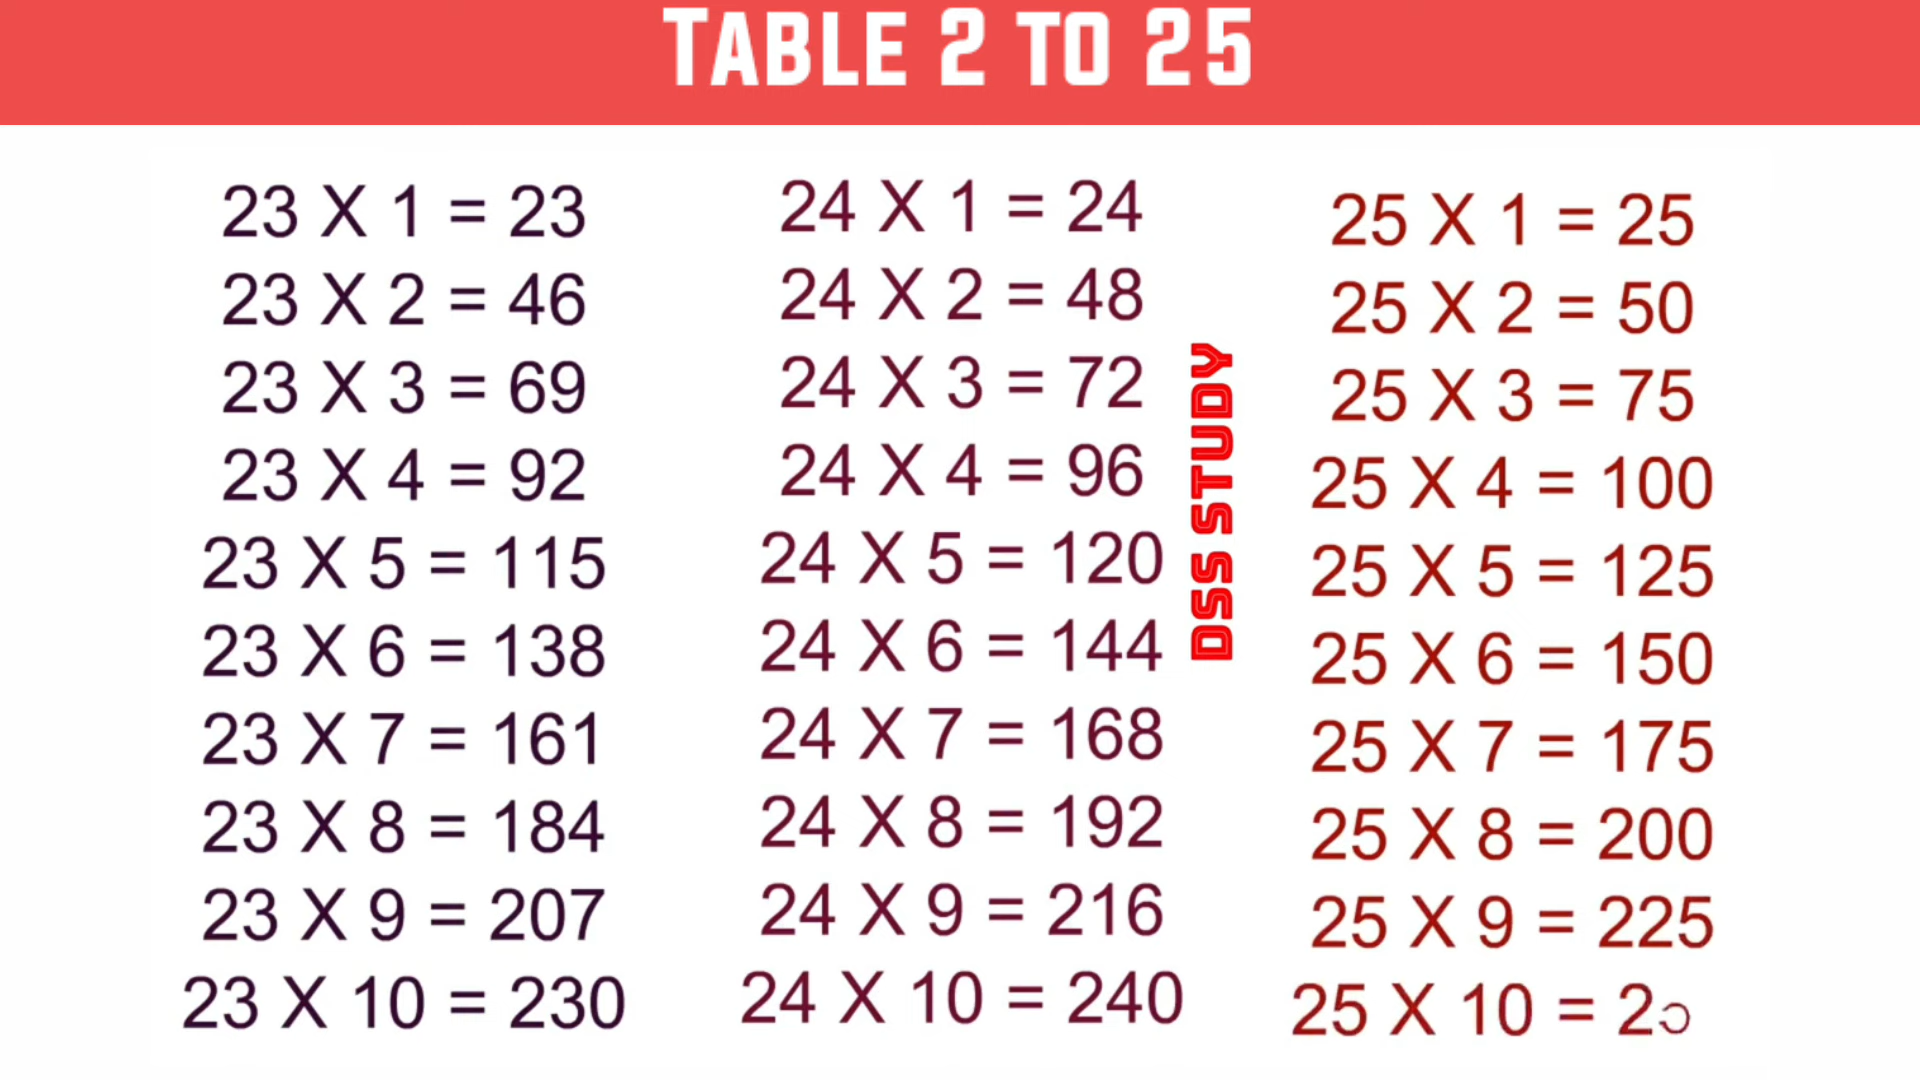 TABLE 2 TO 25
23 X 1 = 23
23 X 2 = 46
23 X 3 = 69
23 X 4 = 92
23 X 5 = 115
23 X 6 = 138
23 X 7 = 161
23 X 8 = 184
23 X 9 = 207
23 X 10 = 230
24 X 1 = 24
24 X 2 = 48
24 X 3 = 72
24 X 4 = 96
24 X 5 = 120
24 X 6 = 144
24 X 7 = 168
24 X 8 = 192
24 X 9 = 216
24 X 10 = 240
DSS STUDY
25 X 1 = 25
25 X 2 = 50
25 X 3 = 75
25 X 4 = 100
25 X 5 = 125
25 X 6 = 150
25 X 7 = 175
25 X 8 = 200
25 X 9 = 225
25 X 10 =